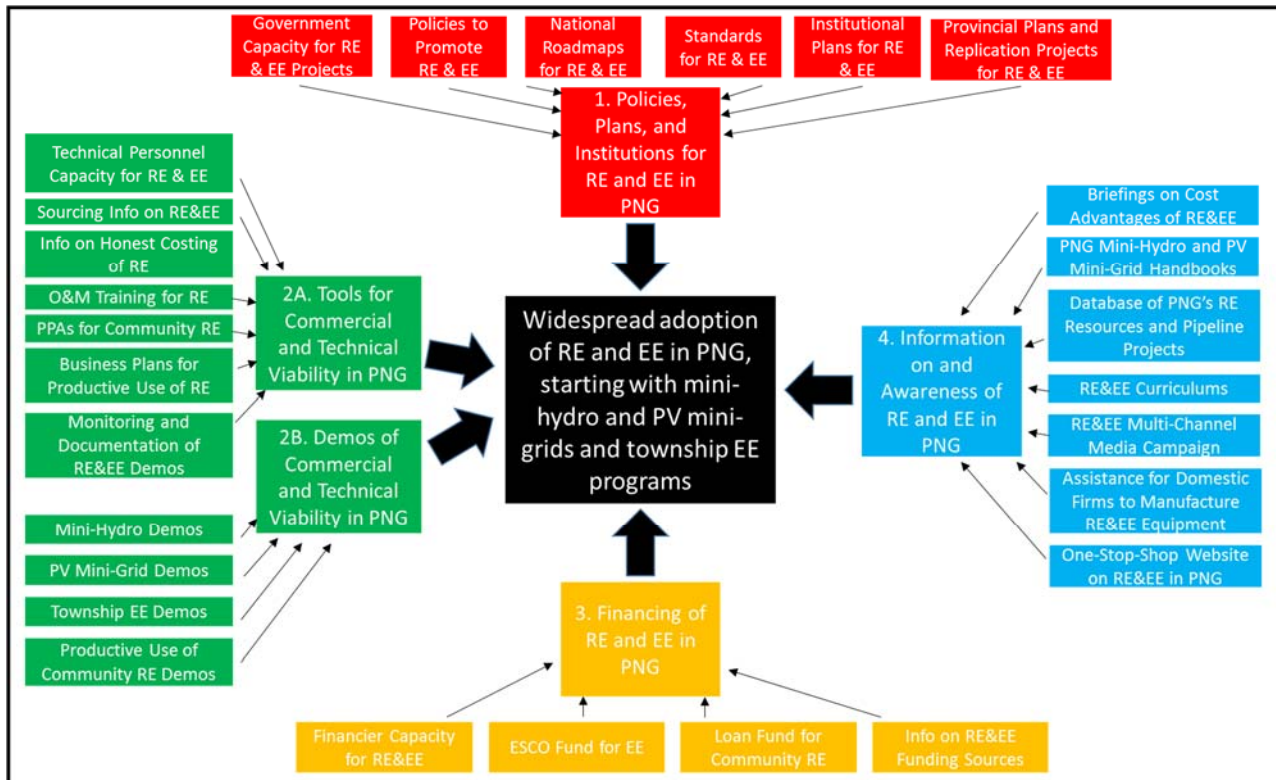 Government
Capacity for RE
& EE Projects
Policies to
Promote
RE & EE
National
Roadmaps
for RE & EE
Standards
for RE & EE
Institutional
Plans for RE
& EE
Provincial Plans and
Replication Projects
for RE & EE
1. Policies,
Plans, and
Institutions for
RE and EE in
PNG
Technical Personnel
Capacity for RE & EE
Sourcing Info on RE&EE
Info on Honest Costing
of RE
O&M Training for RE
PPAs for Community RE
Business Plans for
Productive Use of RE
Monitoring and
Documentation of
RE&EE Demos
2A. Tools for
Commercial
and Technical
Viability in PNG
2B. Demos of
Commercial
and Technical
Viability in PNG
Mini-Hydro Demos
PV Mini-Grid Demos
Township EE Demos
Productive Use of
Community RE Demos
Widespread adoption
of RE and EE in PNG,
starting with mini-
hydro and PV mini-
grids and township EE
programs
4. Information
on and
Awareness of
RE and EE in
PNG
Briefings on Cost
Advantages of RE&EE
PNG Mini-Hydro and PV
Mini-Grid Handbooks
Database of PNG's RE
Resources and Pipeline
Projects
RE&EE Curriculums
RE&EE Multi-Channel
Media Campaign
Assistance for Domestic
Firms to Manufacture
RE&EE Equipment
One-Stop-Shop Website
on RE&EE in PNG
3. Financing of
RE and EE in
PNG
Financier Capacity
for RE&EE
ESCO Fund for EE
Loan Fund for
Community RE
Info on RE&EE
Funding Sources